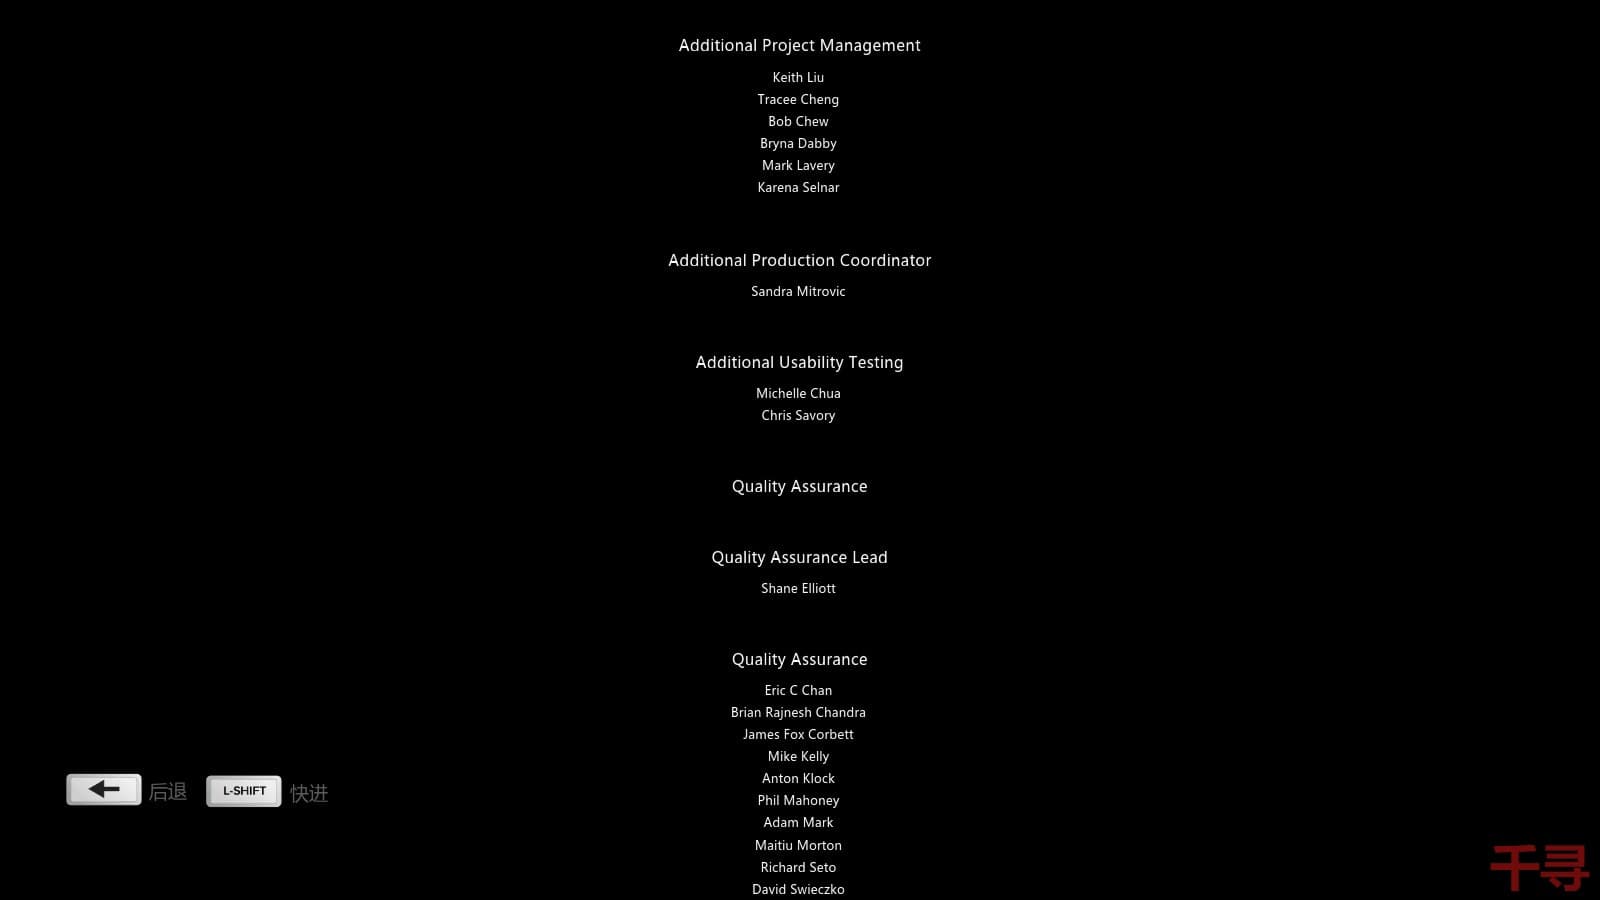 Additional Project Management
Keith Liu
Tracee Cheng
Bob Chew
Bryna Dabby
Mark Lavery
Karena Selnar
Additional Production Coordinator
Sandra Mitrovic
Additional Usability Testing
Michelle Chua
Chris Savory
Quality Assurance
Quality Assurance Lead
Shane Elliott
Quality Assurance
Eric C Chan
Brian Rajnesh Chandra
James Fox Corbett
Mike Kelly
Anton Klock
Phil Mahoney
Adam Mark
Maitiu Morton
Richard Seto
David Swieczko
后退 L-SHIFT 快进
千寻